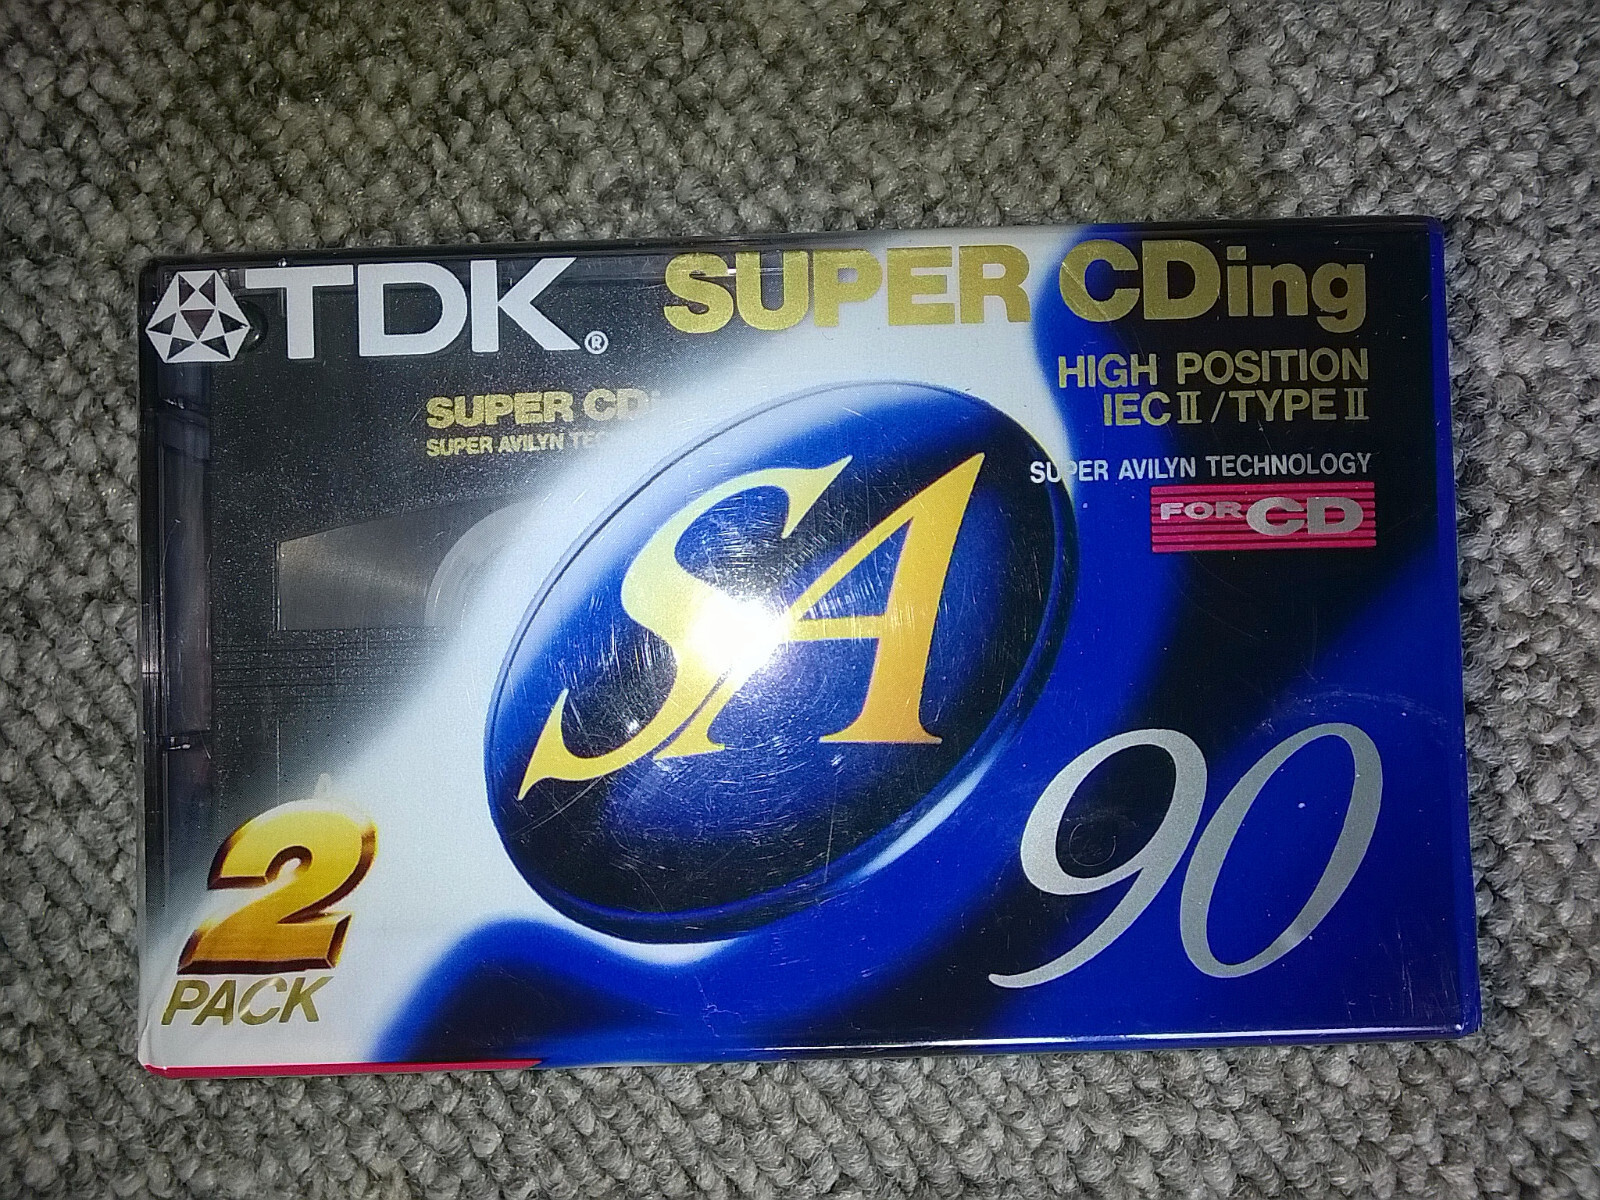 TDK®
SUPER CDing
HIGH POSITION
IEC II / TYPE II
SUPER CDi
SUPER AVILYN TEC
SUPER AVILYN TECHNOLOGY
FOR CD
SA
90
2
PACK